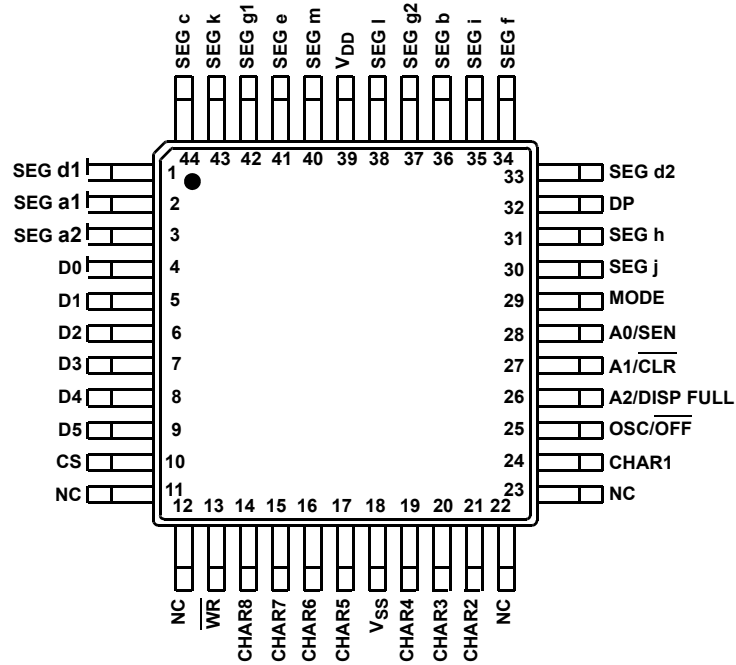 SEG c
SEG k
SEG g1
SEG e
SEG m
VDD
SEG l
SEG g2
SEG b
SEG i
SEG f
44 43 42 41 40 39 38 37 36 35 34
SEG d1 1
SEG a1 2
SEG a2 3
D0 4
D1 5
D2 6
D3 7
D4 8
D5 9
CS 10
NC 11
33 SEG d2
32 DP
31 SEG h
30 SEG j
29 MODE
28 A0/SEN
27 A1/CLR
26 A2/DISP FULL
25 OSC/OFF
24 CHAR1
23 NC
12 13 14 15 16 17 18 19 20 21 22
NC
WR
CHAR8
CHAR7
CHAR6
CHAR5
VSS
CHAR4
CHAR3
CHAR2
NC